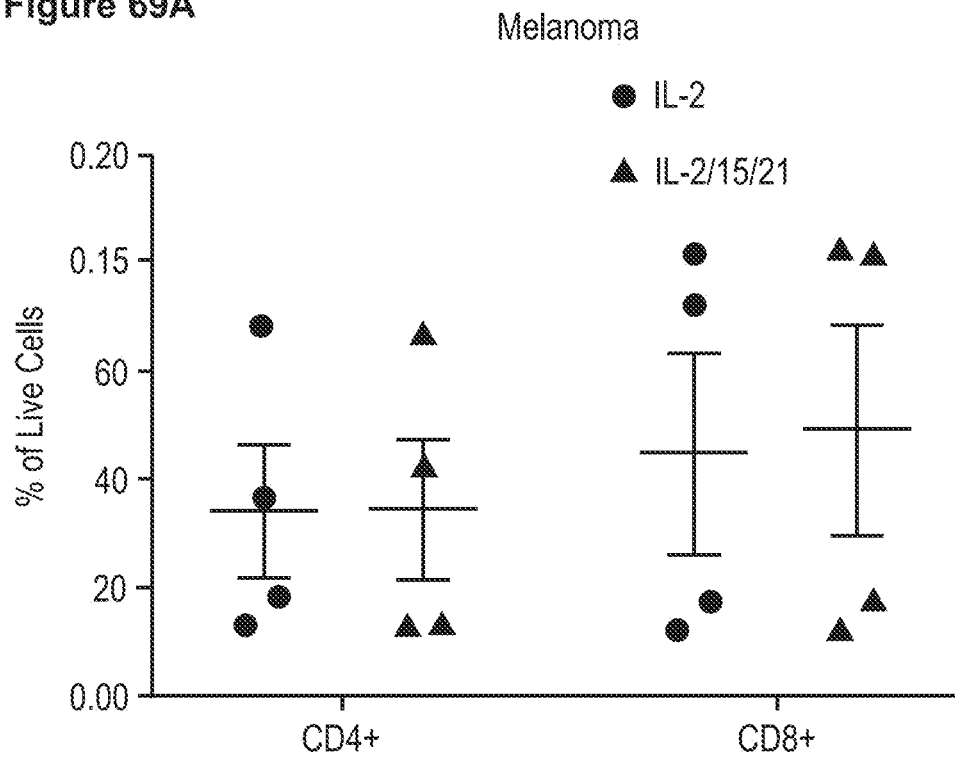 Figure 69A
Melanoma
IL-2
IL-2/15/21
% of Live Cells
0.20
0.15
60
40
20
0.00
CD4+
CD8+